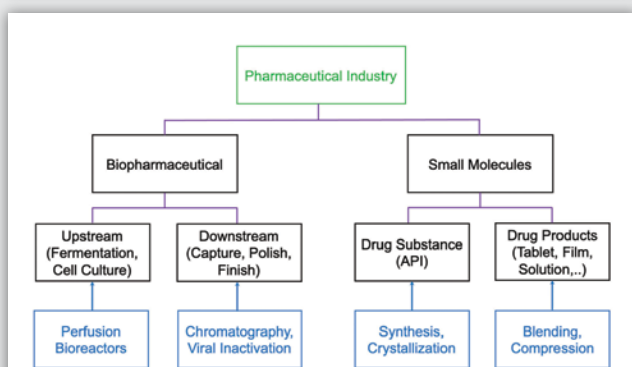 Pharmaceutical Industry
Biopharmaceutical
Small Molecules
Upstream
(Fermentation,
Cell Culture)
Downstream
(Capture, Polish,
Finish)
Drug Substance
(API)
Drug Products
(Tablet, Film,
Solution,..)
Perfusion
Bioreactors
Chromatography,
Viral Inactivation
Synthesis,
Crystallization
Blending,
Compression